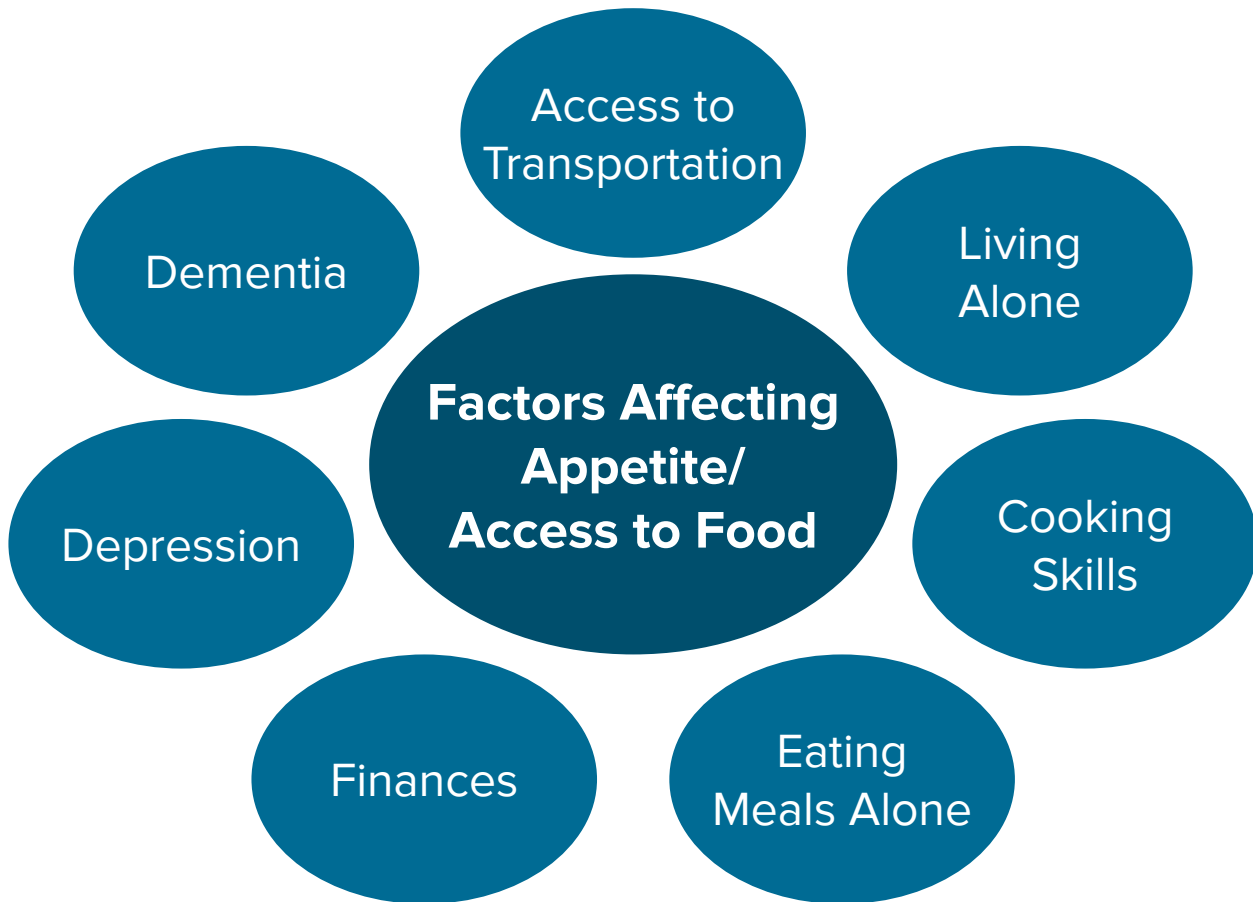 Access to
Transportation
Dementia
Living
Alone
Factors Affecting
Appetite/
Access to Food
Depression
Cooking
Skills
Finances
Eating
Meals Alone